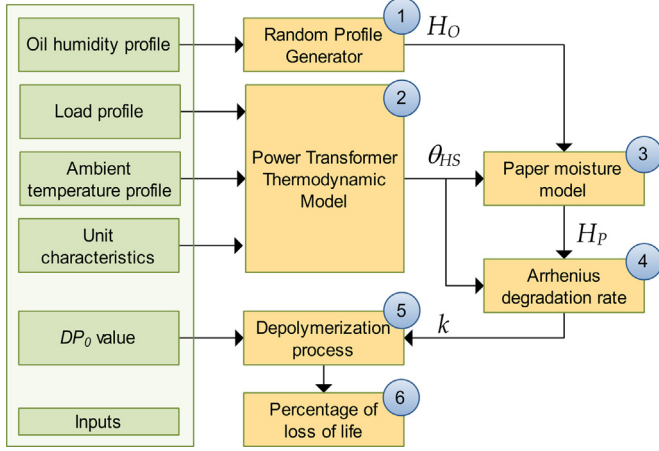 Oil humidity profile
Random Profile
Generator
1
H_O
Load profile
2
Ambient
temperature profile
Power Transformer
Thermodynamic
Model
θ_HS
Paper moisture
model
3
Unit
characteristics
H_P
Arrhenius
degradation rate
4
DP_0 value
Depolymerization
process
5
k
Percentage of
loss of life
6
Inputs